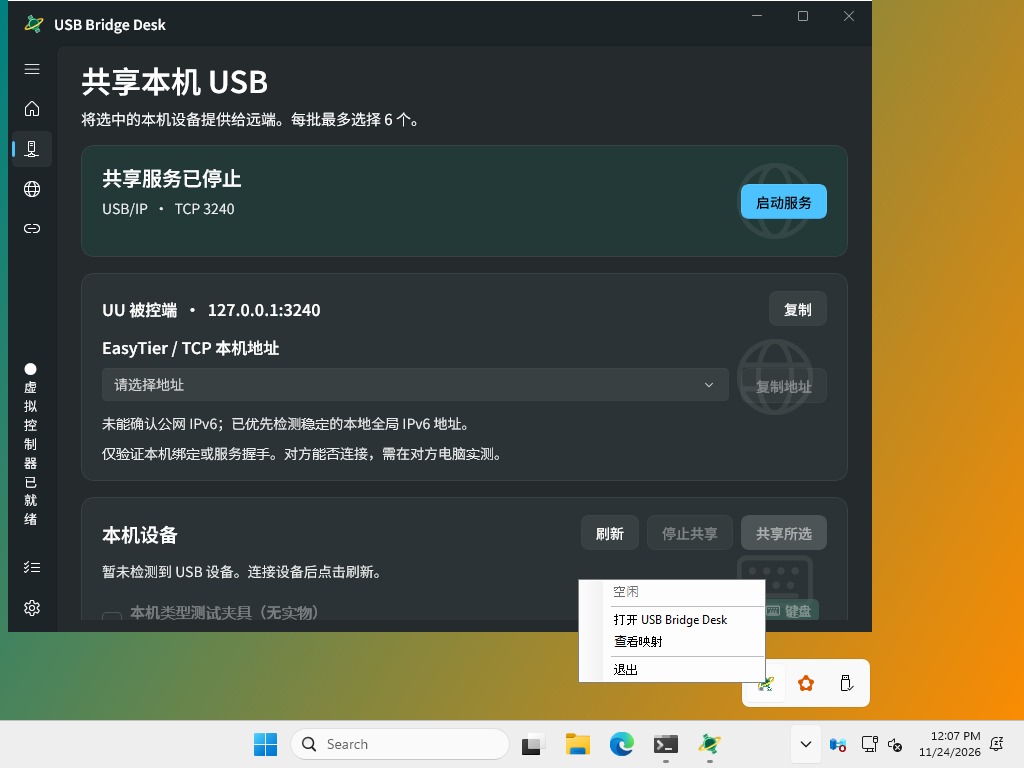 USB Bridge Desk
共享本机 USB
将选中的本机设备提供给远端。每批最多选择 6 个。
共享服务已停止
USB/IP • TCP 3240
启动服务
UU 被控端 • 127.0.0.1:3240
复制
EasyTier / TCP 本机地址
请选择地址
复制地址
未能确认公网 IPv6；已优先检测稳定的本地全局 IPv6 地址。
仅验证本机绑定或服务握手。对方能否连接，需在对方电脑实测。
虚拟控制器已就绪
本机设备
刷新
停止共享
共享所选
暂未检测到 USB 设备。连接设备后点击刷新。
本机类型测试夹具（无实物）
键盘
空闲
打开 USB Bridge Desk
查看映射
退出
Search
12:07 PM
11/24/2026